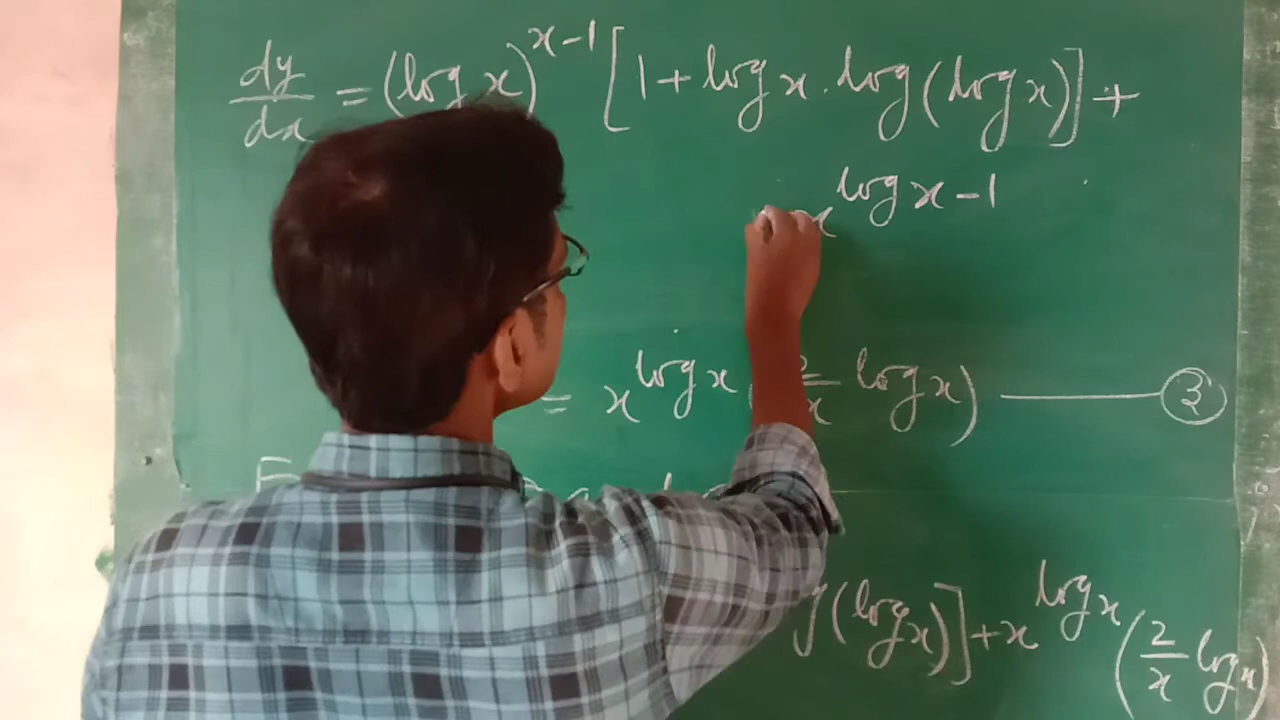 dy/dx = (log x)^{x-1} [1 + log x . log (log x)] +
x^{log x - 1}
= x^{log x} (2/x log x) ——— ③
(log x)] + x^{log x} (2/x log x)